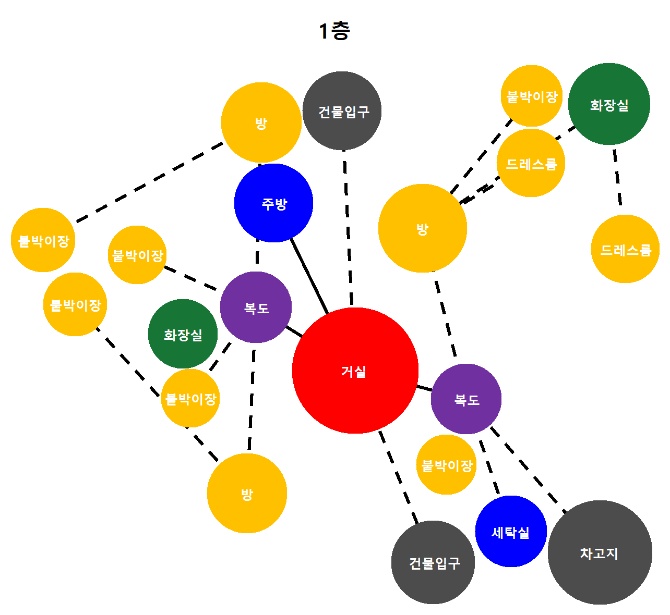 1층
붙박이장
화장실
건물입구
방
드레스룸
주방
방
붙박이장
붙박이장
드레스룸
붙박이장
복도
화장실
거실
붙박이장
복도
붙박이장
방
세탁실
차고지
건물입구